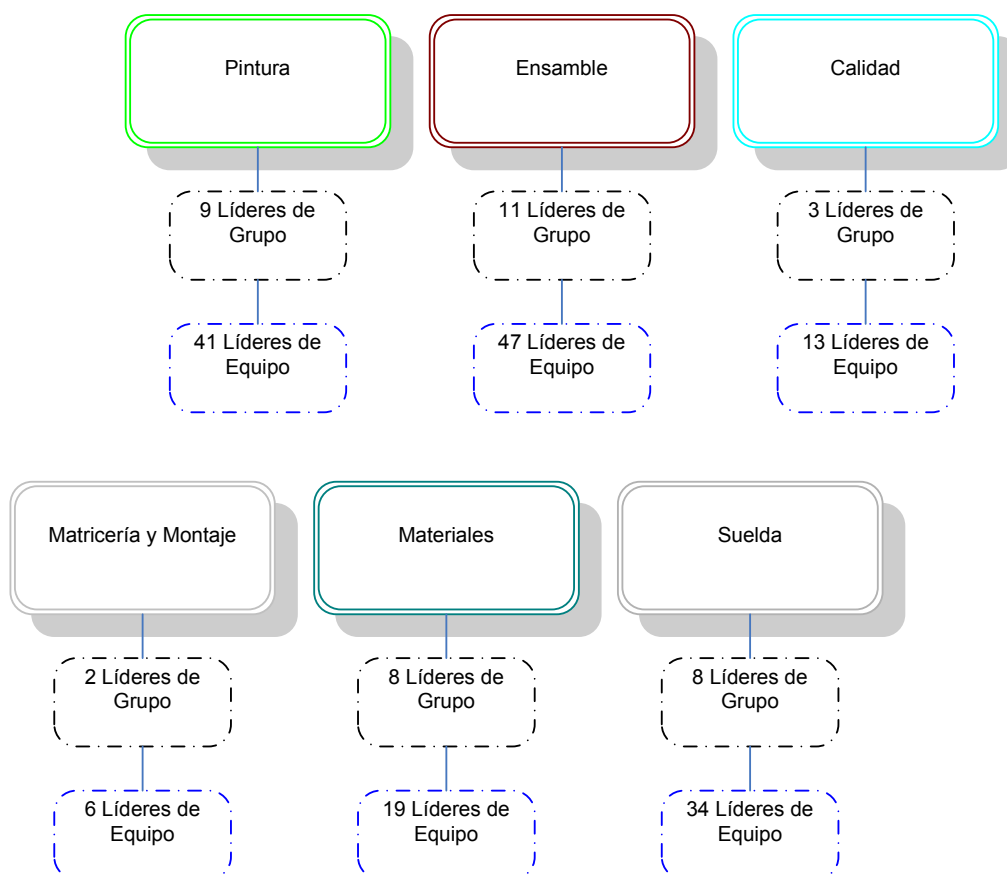 Pintura
Ensamble
Calidad
9 Líderes de
Grupo
11 Líderes de
Grupo
3 Líderes de
Grupo
41 Líderes de
Equipo
47 Líderes de
Equipo
13 Líderes de
Equipo
Matricería y Montaje
Materiales
Suelda
2 Líderes de
Grupo
8 Líderes de
Grupo
8 Líderes de
Grupo
6 Líderes de
Equipo
19 Líderes de
Equipo
34 Líderes de
Equipo